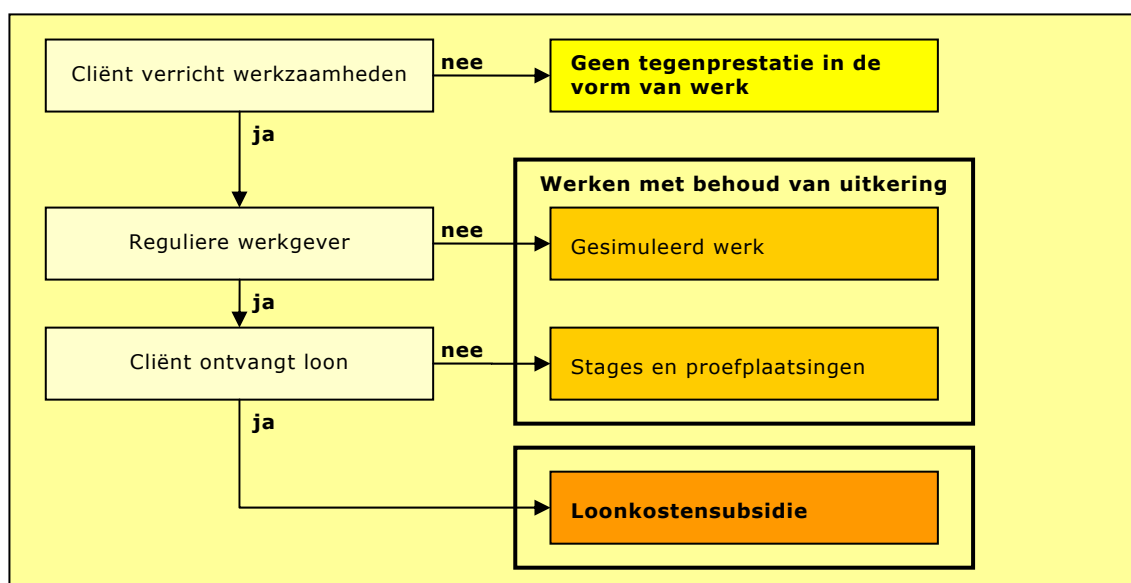 Cliënt verricht werkzaamheden
nee
Geen tegenprestatie in de
vorm van werk
ja
Werken met behoud van uitkering
Reguliere werkgever
nee
Gesimuleerd werk
ja
Cliënt ontvangt loon
nee
Stages en proefplaatsingen
ja
Loonkostensubsidie